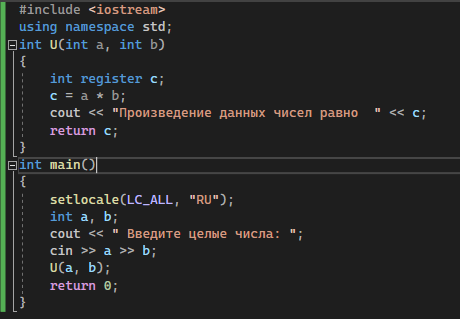 #include <iostream>
using namespace std;
int U(int a, int b)
{
int register c;
c = a * b;
cout << "Произведение данных чисел равно  " << c;
return c;
}
int main()
{
setlocale(LC_ALL, "RU");
int a, b;
cout << " Введите целые числа: ";
cin >> a >> b;
U(a, b);
return 0;
}